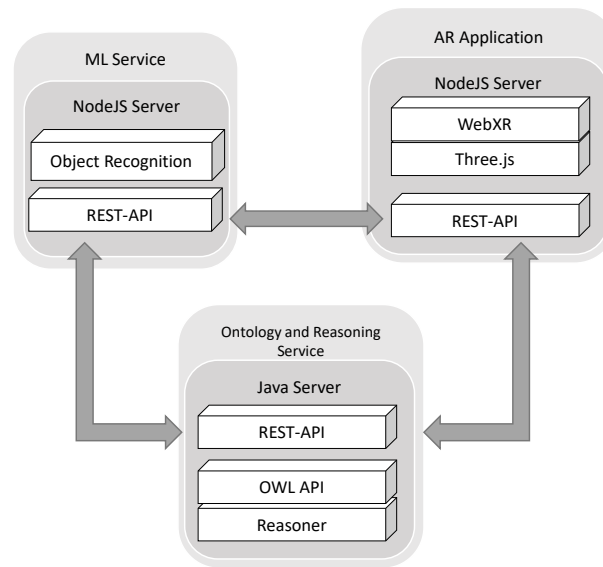 ML Service
NodeJS Server
Object Recognition
REST-API
AR Application
NodeJS Server
WebXR
Three.js
REST-API
Ontology and Reasoning
Service
Java Server
REST-API
OWL API
Reasoner